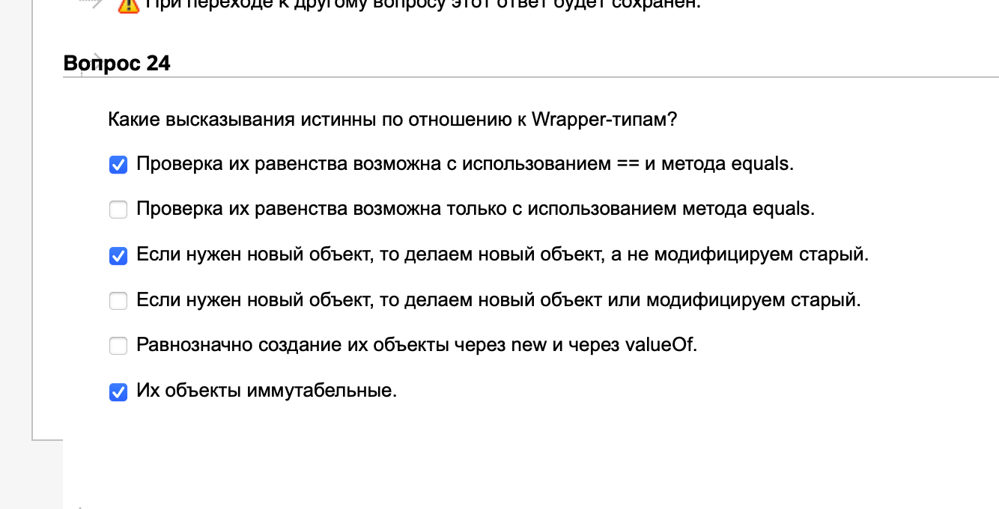 При переходе к другому вопросу этот ответ будет сохранен.
Вопрос 24
Какие высказывания истинны по отношению к Wrapper-типам?
Проверка их равенства возможна с использованием == и метода equals.
Проверка их равенства возможна только с использованием метода equals.
Если нужен новый объект, то делаем новый объект, а не модифицируем старый.
Если нужен новый объект, то делаем новый объект или модифицируем старый.
Равнозначно создание их объекты через new и через valueOf.
Их объекты иммутабельные.